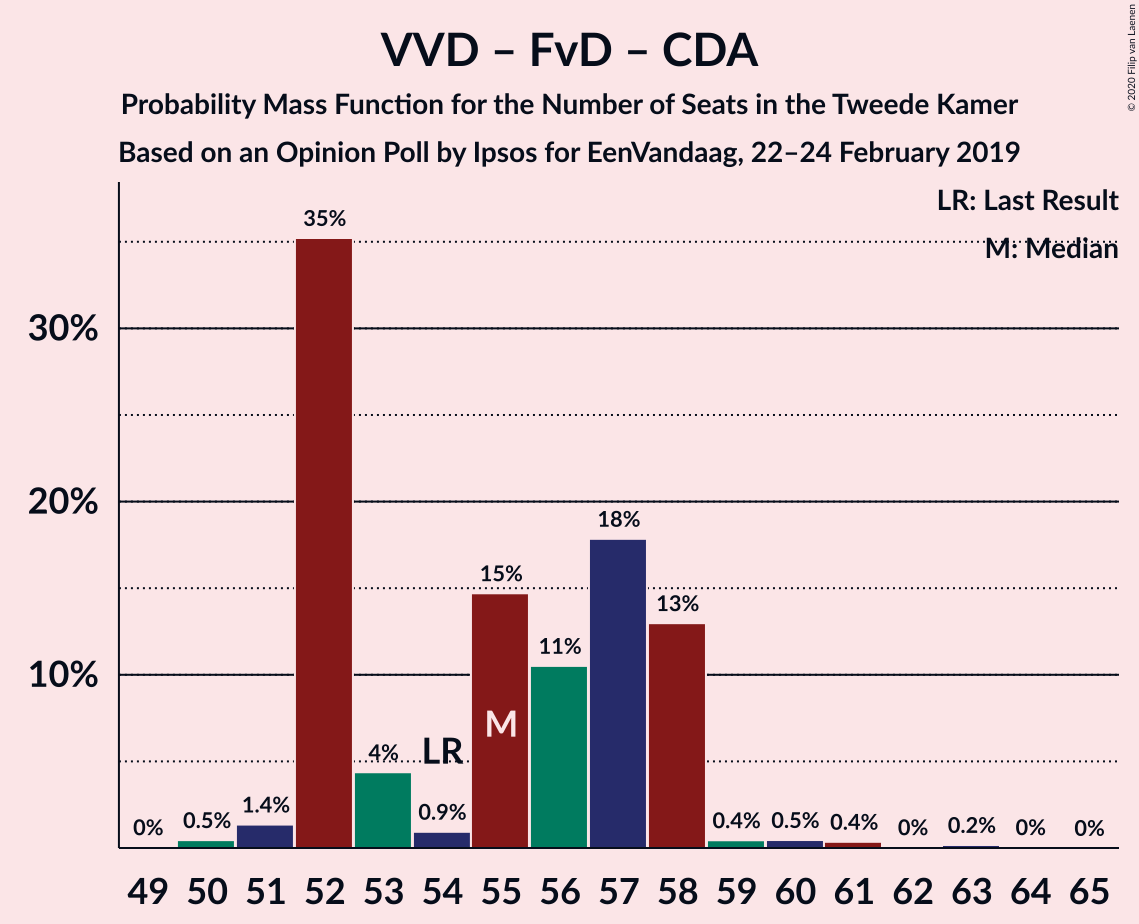 VVD – FvD – CDA
Probability Mass Function for the Number of Seats in the Tweede Kamer
Based on an Opinion Poll by Ipsos for EenVandaag, 22–24 February 2019
© 2020 Filip van Laenen
LR: Last Result
M: Median
30%
20%
10%
0%
0.5%
1.4%
35%
4%
LR
0.9%
15%
M
11%
18%
13%
0.4%
0.5%
0.4%
0%
0.2%
0%
0%
49 50 51 52 53 54 55 56 57 58 59 60 61 62 63 64 65